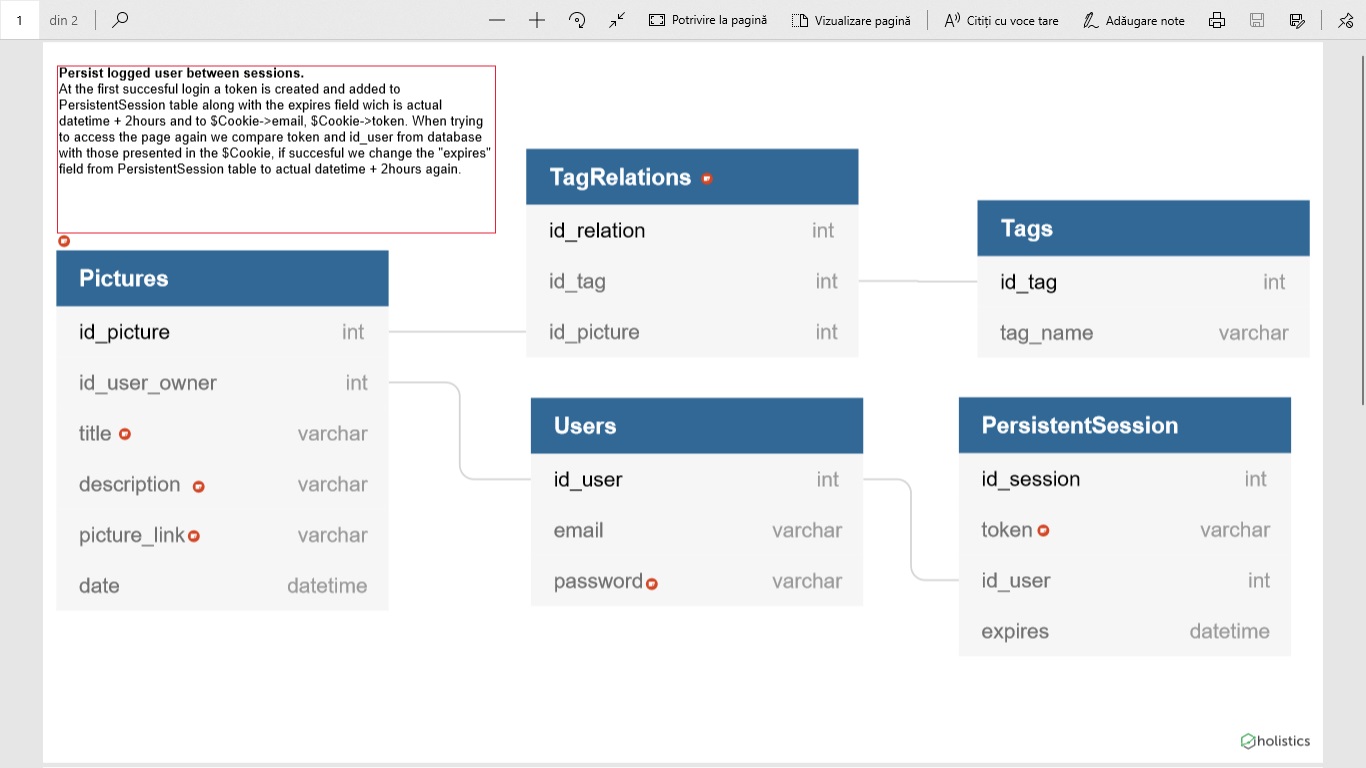 1 din 2 Potrivire la pagină Vizualizare pagină Citiți cu voce tare Adăugare note
Persist logged user between sessions.
At the first succesful login a token is created and added to
PersistentSession table along with the expires field wich is actual
datetime + 2hours and to $Cookie->email, $Cookie->token. When trying
to access the page again we compare token and id_user from database
with those presented in the $Cookie, if succesful we change the "expires"
field from PersistentSession table to actual datetime + 2hours again.
TagRelations
id_relation int
id_tag int
id_picture int
Tags
id_tag int
tag_name varchar
Pictures
id_picture int
id_user_owner int
title varchar
description varchar
picture_link varchar
date datetime
Users
id_user int
email varchar
password varchar
PersistentSession
id_session int
token varchar
id_user int
expires datetime
holistics